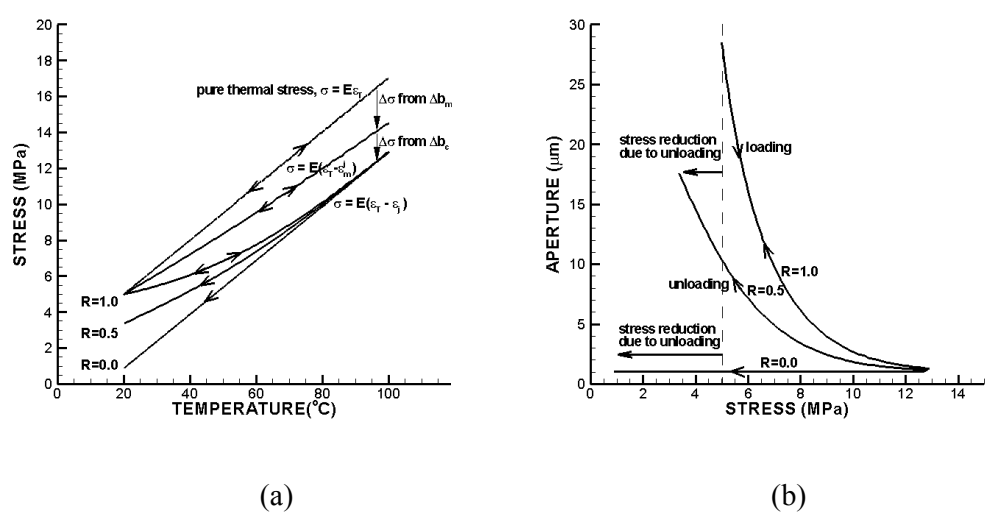 20
18
16
14
12
10
8
6
4
2
0
STRESS (MPa)
0
20
40
60
80
100
TEMPERATURE(°C)
pure thermal stress, σ = Eε_T
Δσ from Δb_m
Δσ from Δb_c
σ = E(ε_T-ε_m^j)
σ = E(ε_T - ε_j)
R=1.0
R=0.5
R=0.0
(a)
30
25
20
15
10
5
0
APERTURE (μm)
0
2
4
6
8
10
12
14
STRESS (MPa)
stress reduction
due to unloading
loading
R=1.0
unloading
R=0.5
stress reduction
due to unloading
R=0.0
(b)